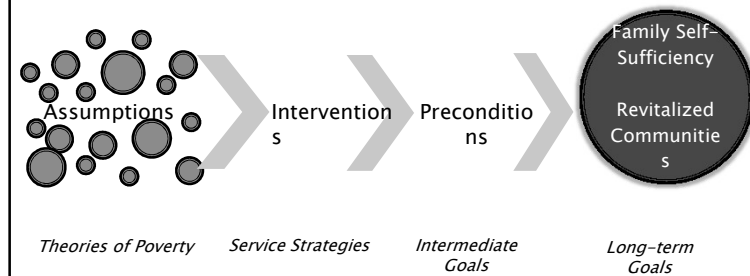 Family Self-
Sufficiency
Revitalized
Communitie
s
Assumptions
Intervention
s
Preconditio
ns
Theories of Poverty
Service Strategies
Intermediate
Goals
Long-term
Goals